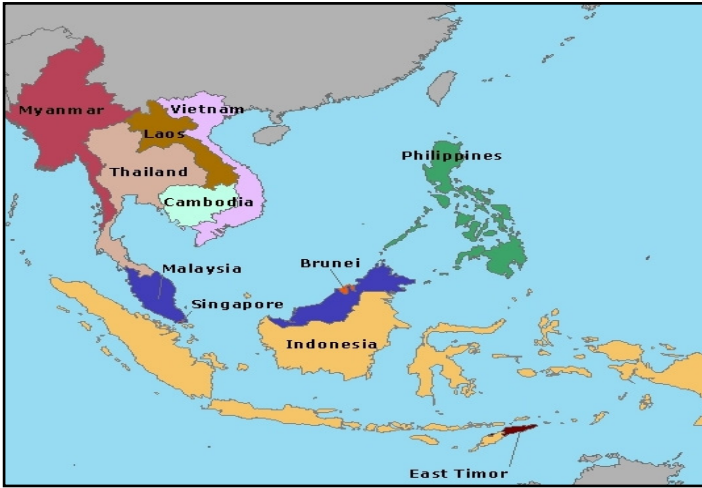 Myanmar
Vietnam
Laos
Thailand
Philippines
Cambodia
Brunei
Malaysia
Singapore
Indonesia
East Timor